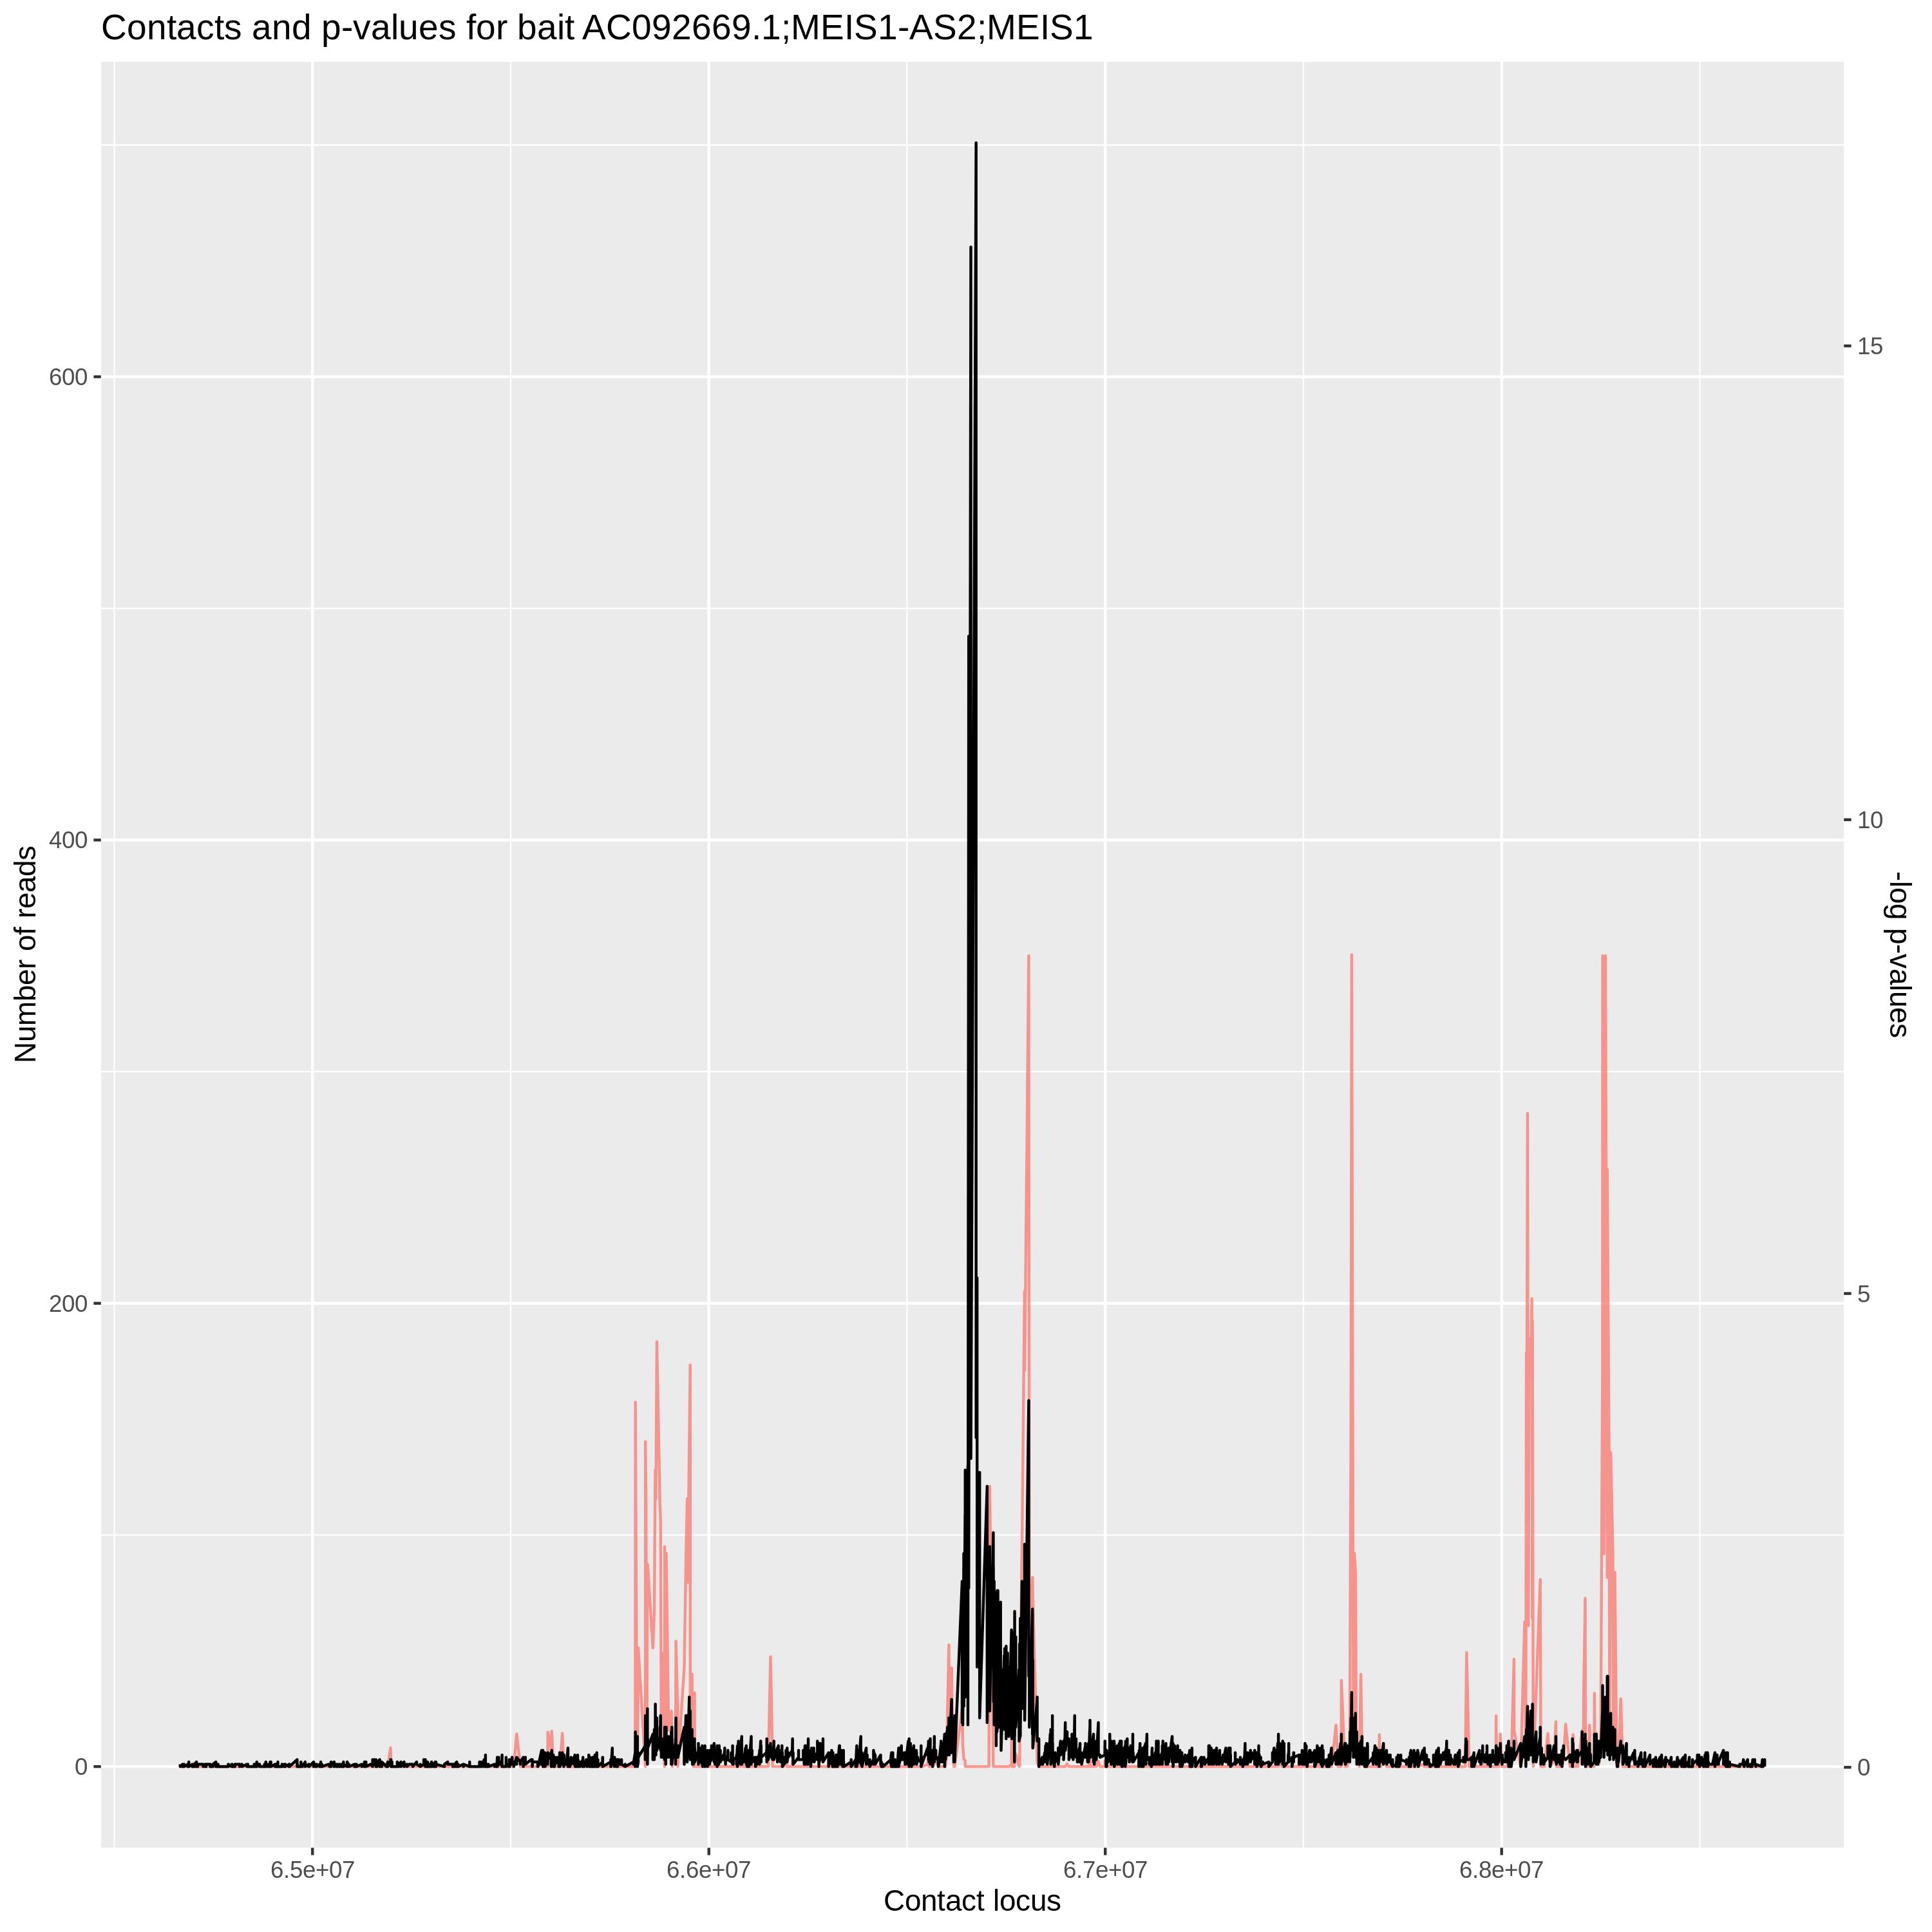 Contacts and p-values for bait AC092669.1;MEIS1-AS2;MEIS1
Number of reads
600
400
200
0
15
10
5
0
-log p-values
6.5e+07
6.6e+07
6.7e+07
6.8e+07
Contact locus